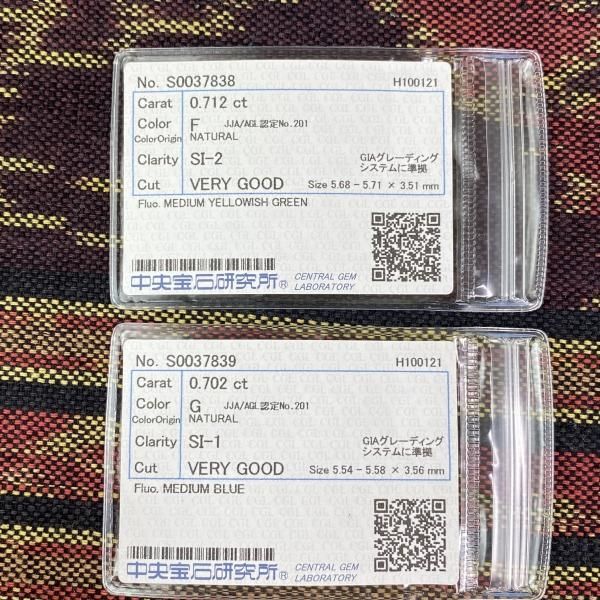 No. S0037838 H100121
Carat 0.712 ct
Color F JJA/AGL認定No.201
ColorOrigin NATURAL
Clarity SI-2 GIAグレーディング
システムに準拠
Cut VERY GOOD Size 5.68 - 5.71 × 3.51 mm
Fluo. MEDIUM YELLOWISH GREEN
中央宝石研究所® CENTRAL GEM
LABORATORY
No. S0037839 H100121
Carat 0.702 ct
Color G JJA/AGL認定No.201
ColorOrigin NATURAL
Clarity SI-1 GIAグレーディング
システムに準拠
Cut VERY GOOD Size 5.54 - 5.58 × 3.56 mm
Fluo. MEDIUM BLUE
中央宝石研究所® CENTRAL GEM
LABORATORY